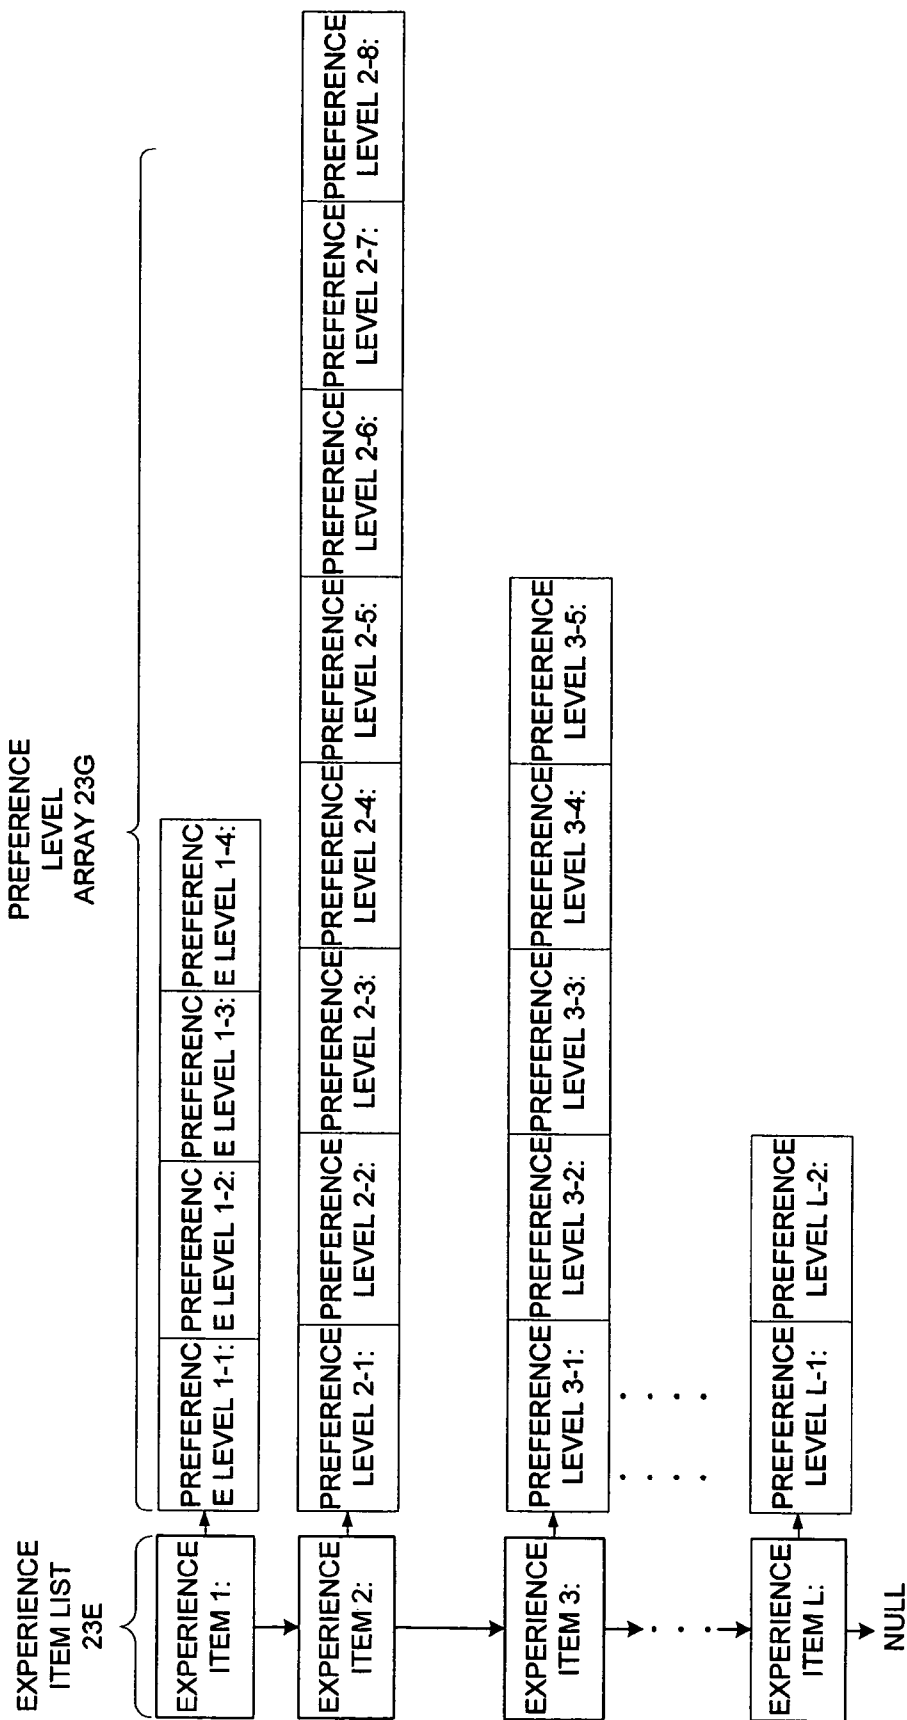 EXPERIENCE
ITEM LIST
23E
PREFERENCE
LEVEL
ARRAY 23G
EXPERIENCE
ITEM 1:
PREFERENC
E LEVEL 1-1:
PREFERENC
E LEVEL 1-2:
PREFERENC
E LEVEL 1-3:
PREFERENC
E LEVEL 1-4:
EXPERIENCE
ITEM 2:
PREFERENCE
LEVEL 2-1:
PREFERENCE
LEVEL 2-2:
PREFERENCE
LEVEL 2-3:
PREFERENCE
LEVEL 2-4:
PREFERENCE
LEVEL 2-5:
PREFERENCE
LEVEL 2-6:
PREFERENCE
LEVEL 2-7:
PREFERENCE
LEVEL 2-8:
EXPERIENCE
ITEM 3:
PREFERENCE
LEVEL 3-1:
PREFERENCE
LEVEL 3-2:
PREFERENCE
LEVEL 3-3:
PREFERENCE
LEVEL 3-4:
PREFERENCE
LEVEL 3-5:
. . . .
. . . .
. . .
EXPERIENCE
ITEM L:
PREFERENCE
LEVEL L-1:
PREFERENCE
LEVEL L-2:
NULL